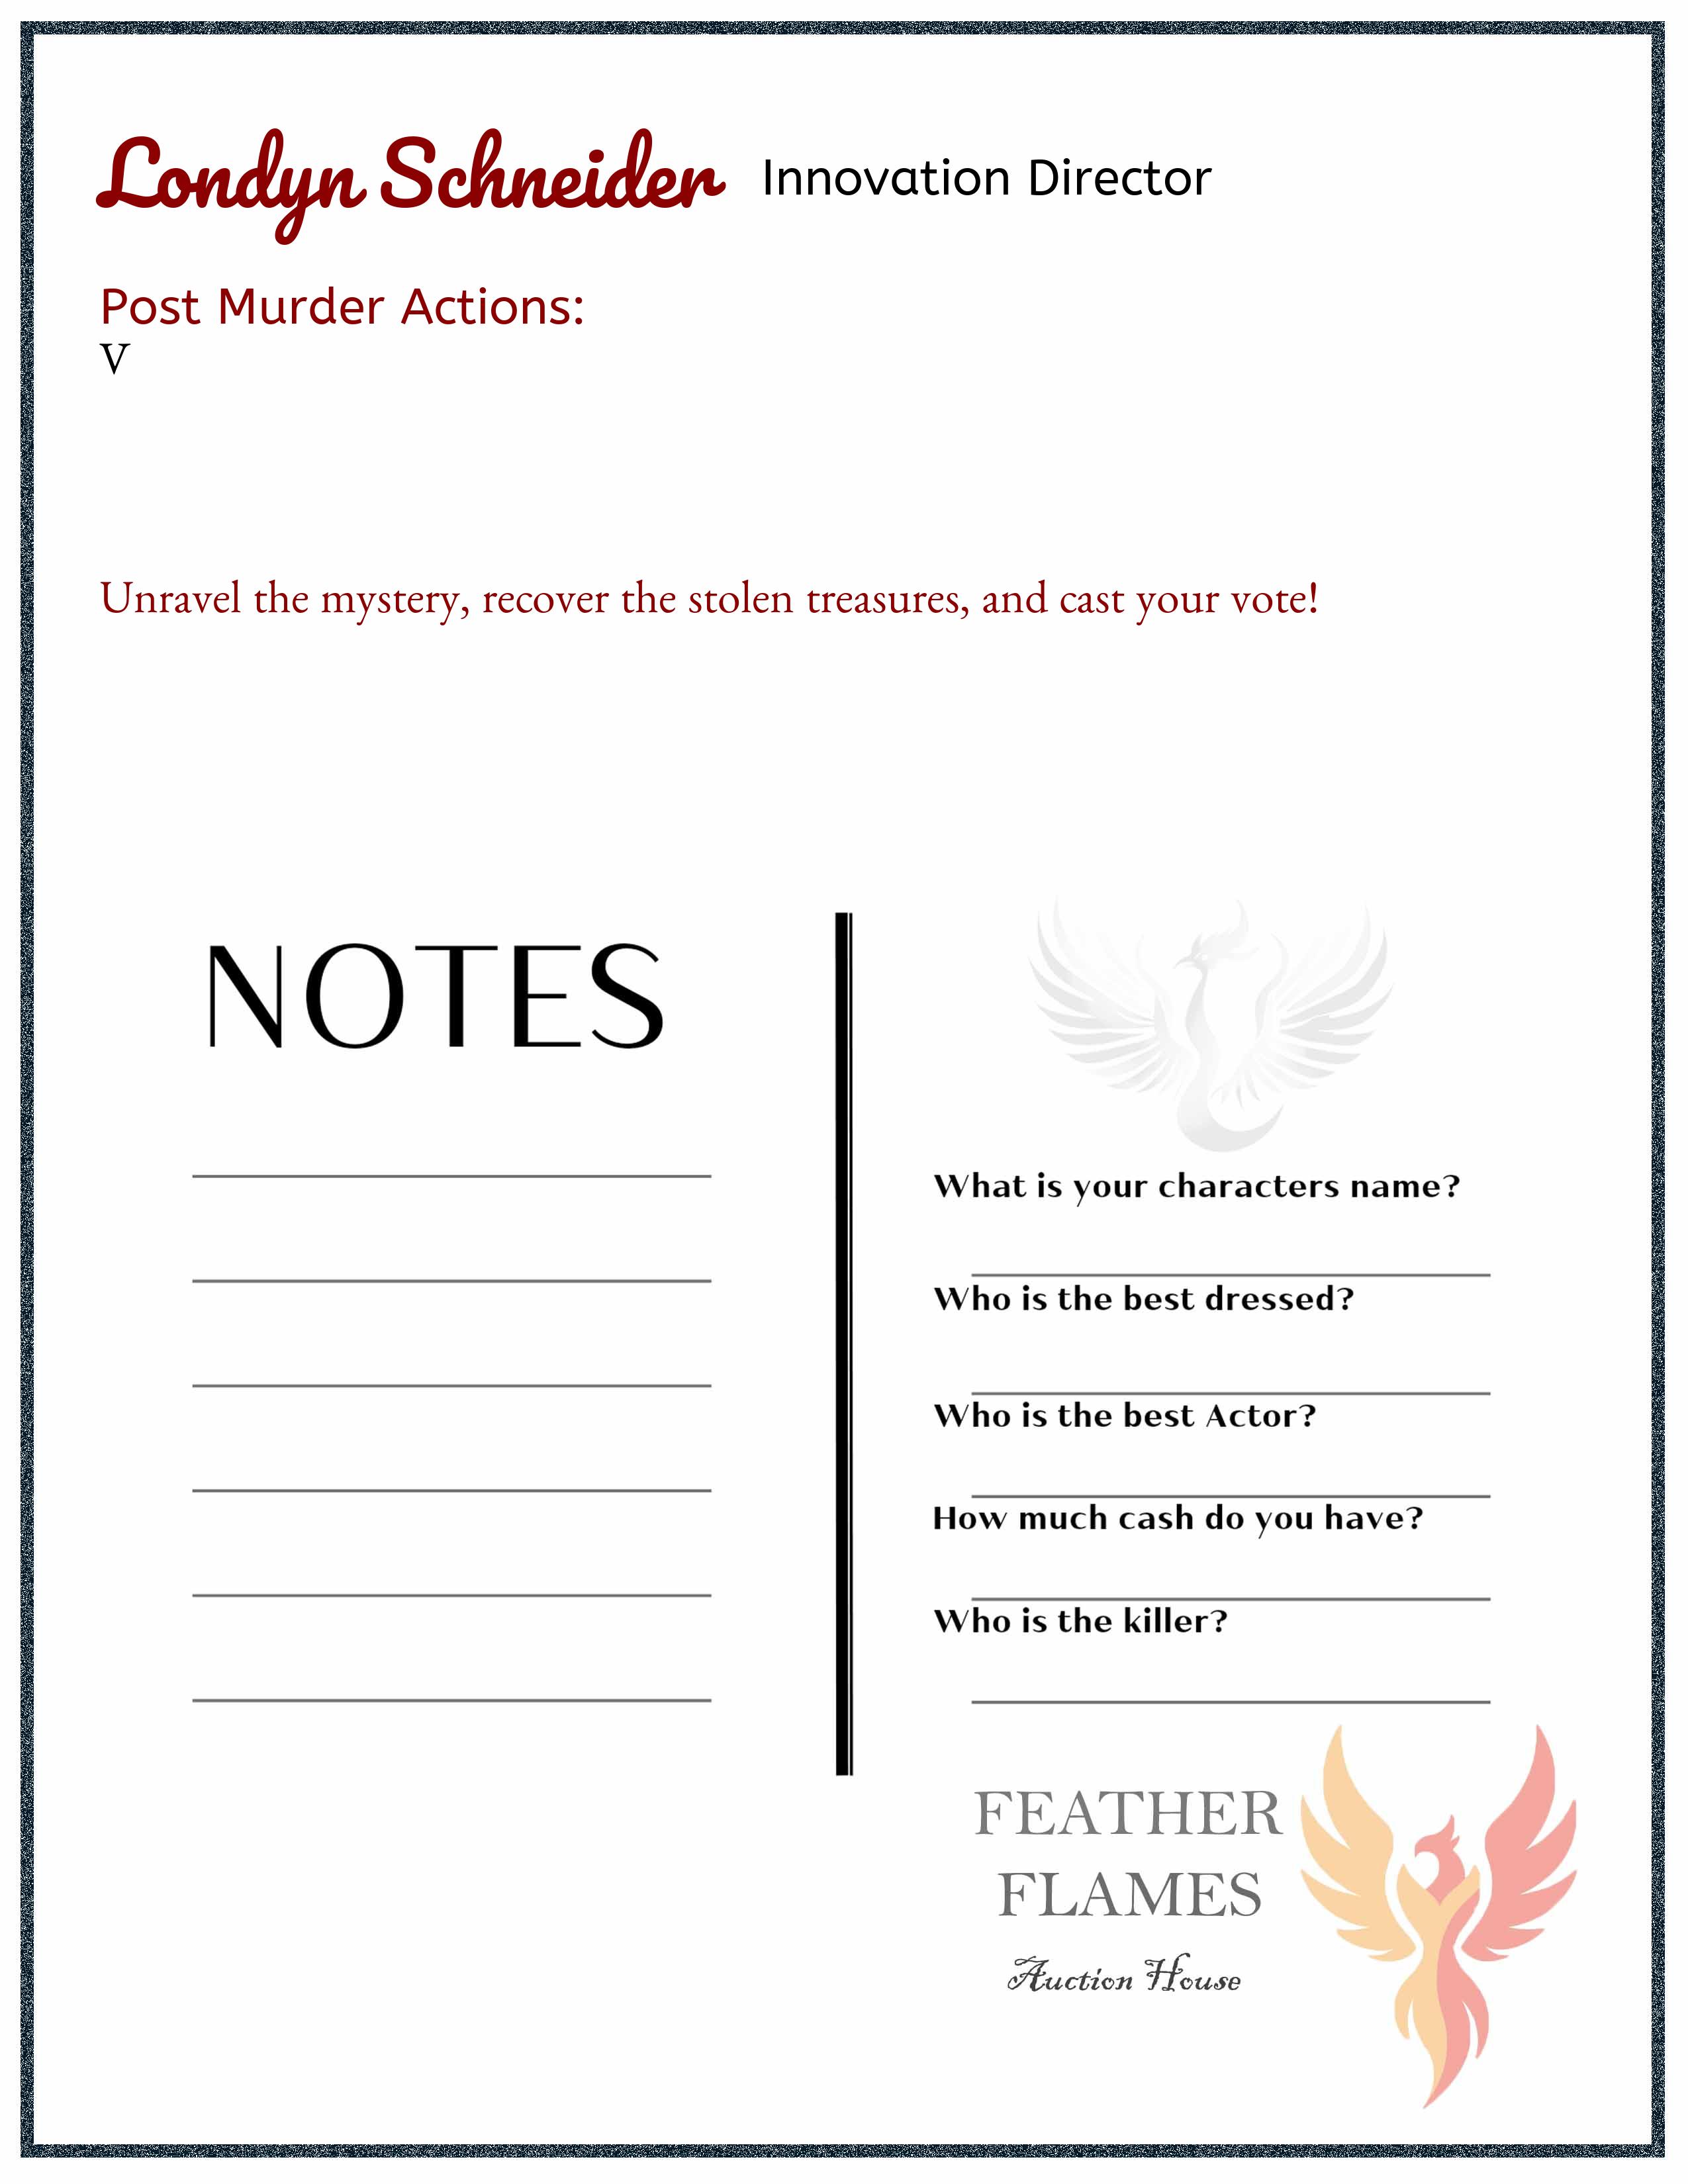 Londyn Schneider Innovation Director
Post Murder Actions:
V
Unravel the mystery, recover the stolen treasures, and cast your vote!
NOTES
What is your characters name?
Who is the best dressed?
Who is the best Actor?
How much cash do you have?
Who is the killer?
FEATHER
FLAMES
Auction House